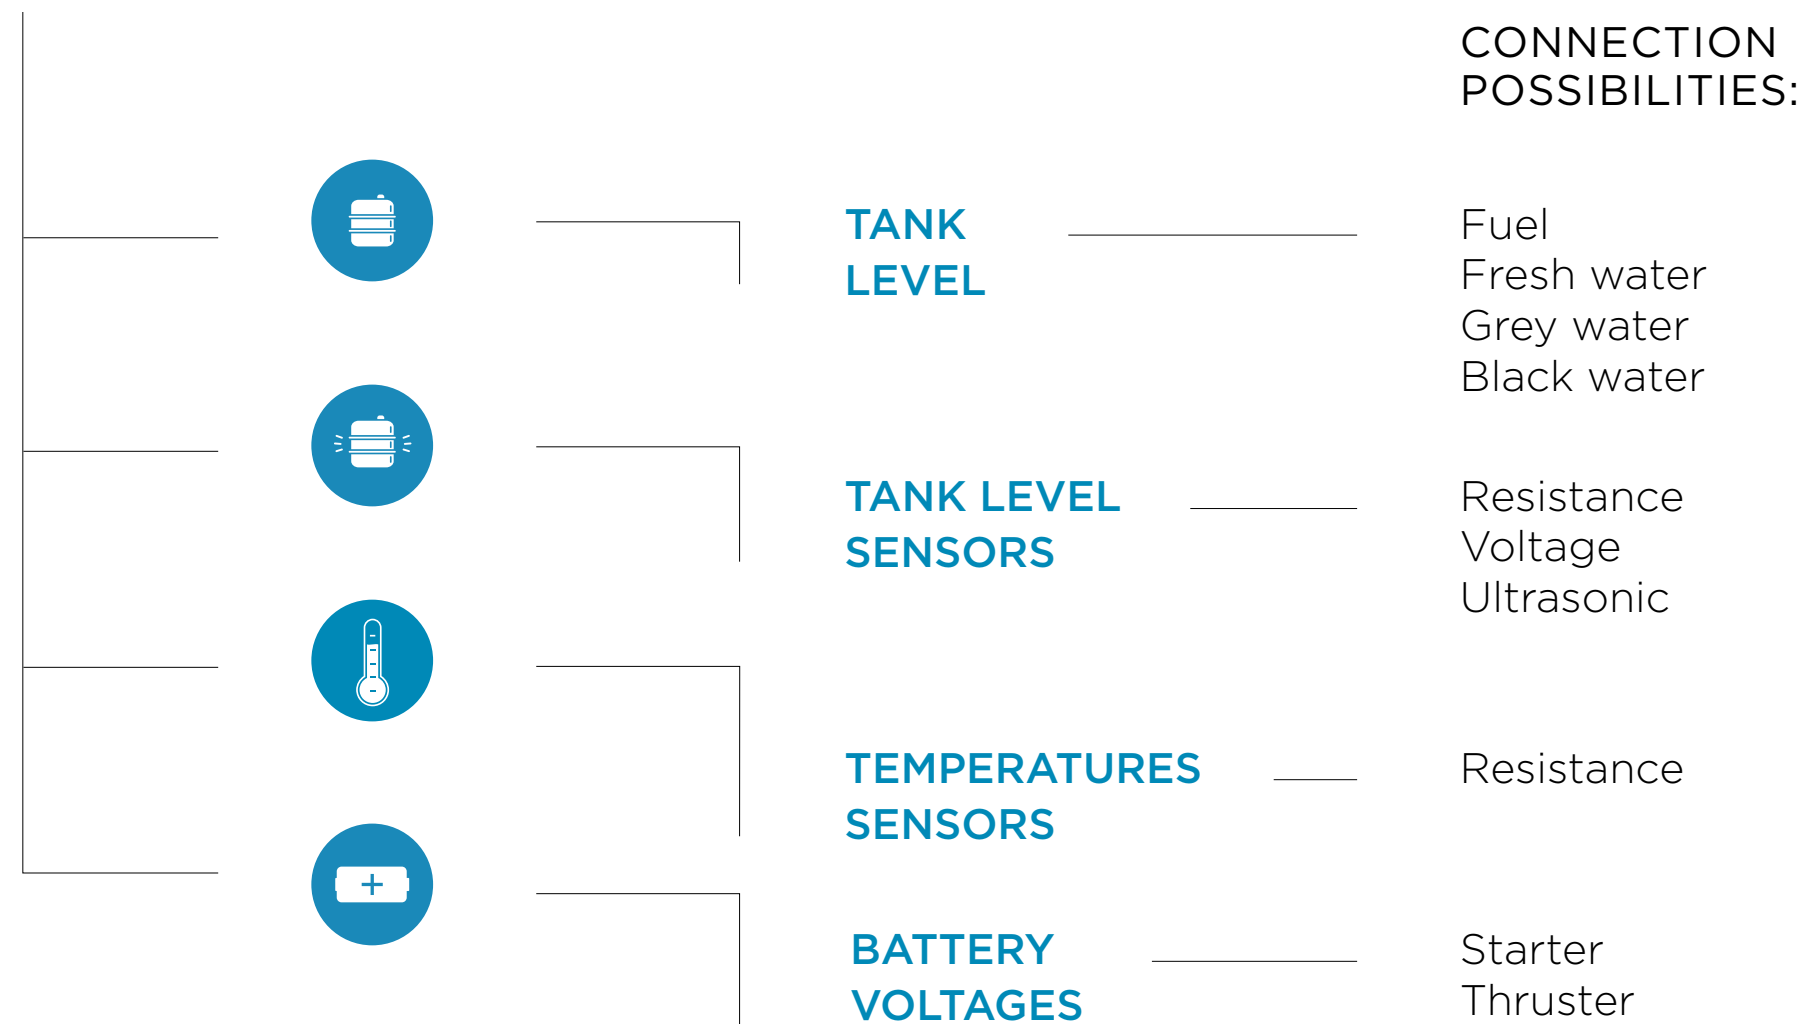 CONNECTION
POSSIBILITIES:
TANK
LEVEL
Fuel
Fresh water
Grey water
Black water
TANK LEVEL
SENSORS
Resistance
Voltage
Ultrasonic
TEMPERATURES
SENSORS
Resistance
BATTERY
VOLTAGES
Starter
Thruster